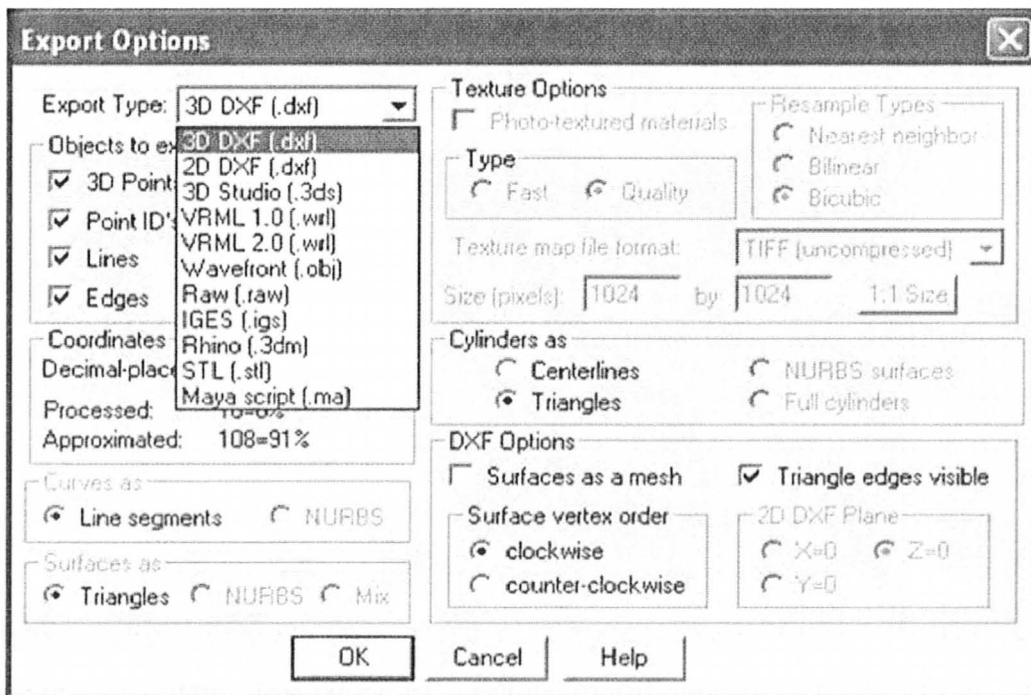 Export Options
Export Type: 3D DXF (.dxf)
3D DXF (.dxf)
2D DXF (.dxf)
3D Studio (.3ds)
VRML 1.0 (.wrl)
VRML 2.0 (.wrl)
Wavefront (.obj)
Raw (.raw)
IGES (.igs)
Rhino (.3dm)
STL (.stl)
Maya script (.ma)
Objects to ex
3D Point
Point ID's
Lines
Edges
Coordinates
Decimal-place
Processed:
Approximated: 108=91%
Curves as
Line segments NURBS
Surfaces as
Triangles NURBS Mix
Texture Options
Photo-textured materials
Type
Fast Quality
Resample Types
Nearest neighbor
Bilinear
Bicubic
Texture map file format: TIFF (uncompressed)
Size (pixels): 1024 by 1024 1:1 Size
Cylinders as
Centerlines NURBS surfaces
Triangles Full cylinders
DXF Options
Surfaces as a mesh Triangle edges visible
Surface vertex order
clockwise
counter-clockwise
2D DXF Plane
X=0 Z=0
Y=0
OK Cancel Help